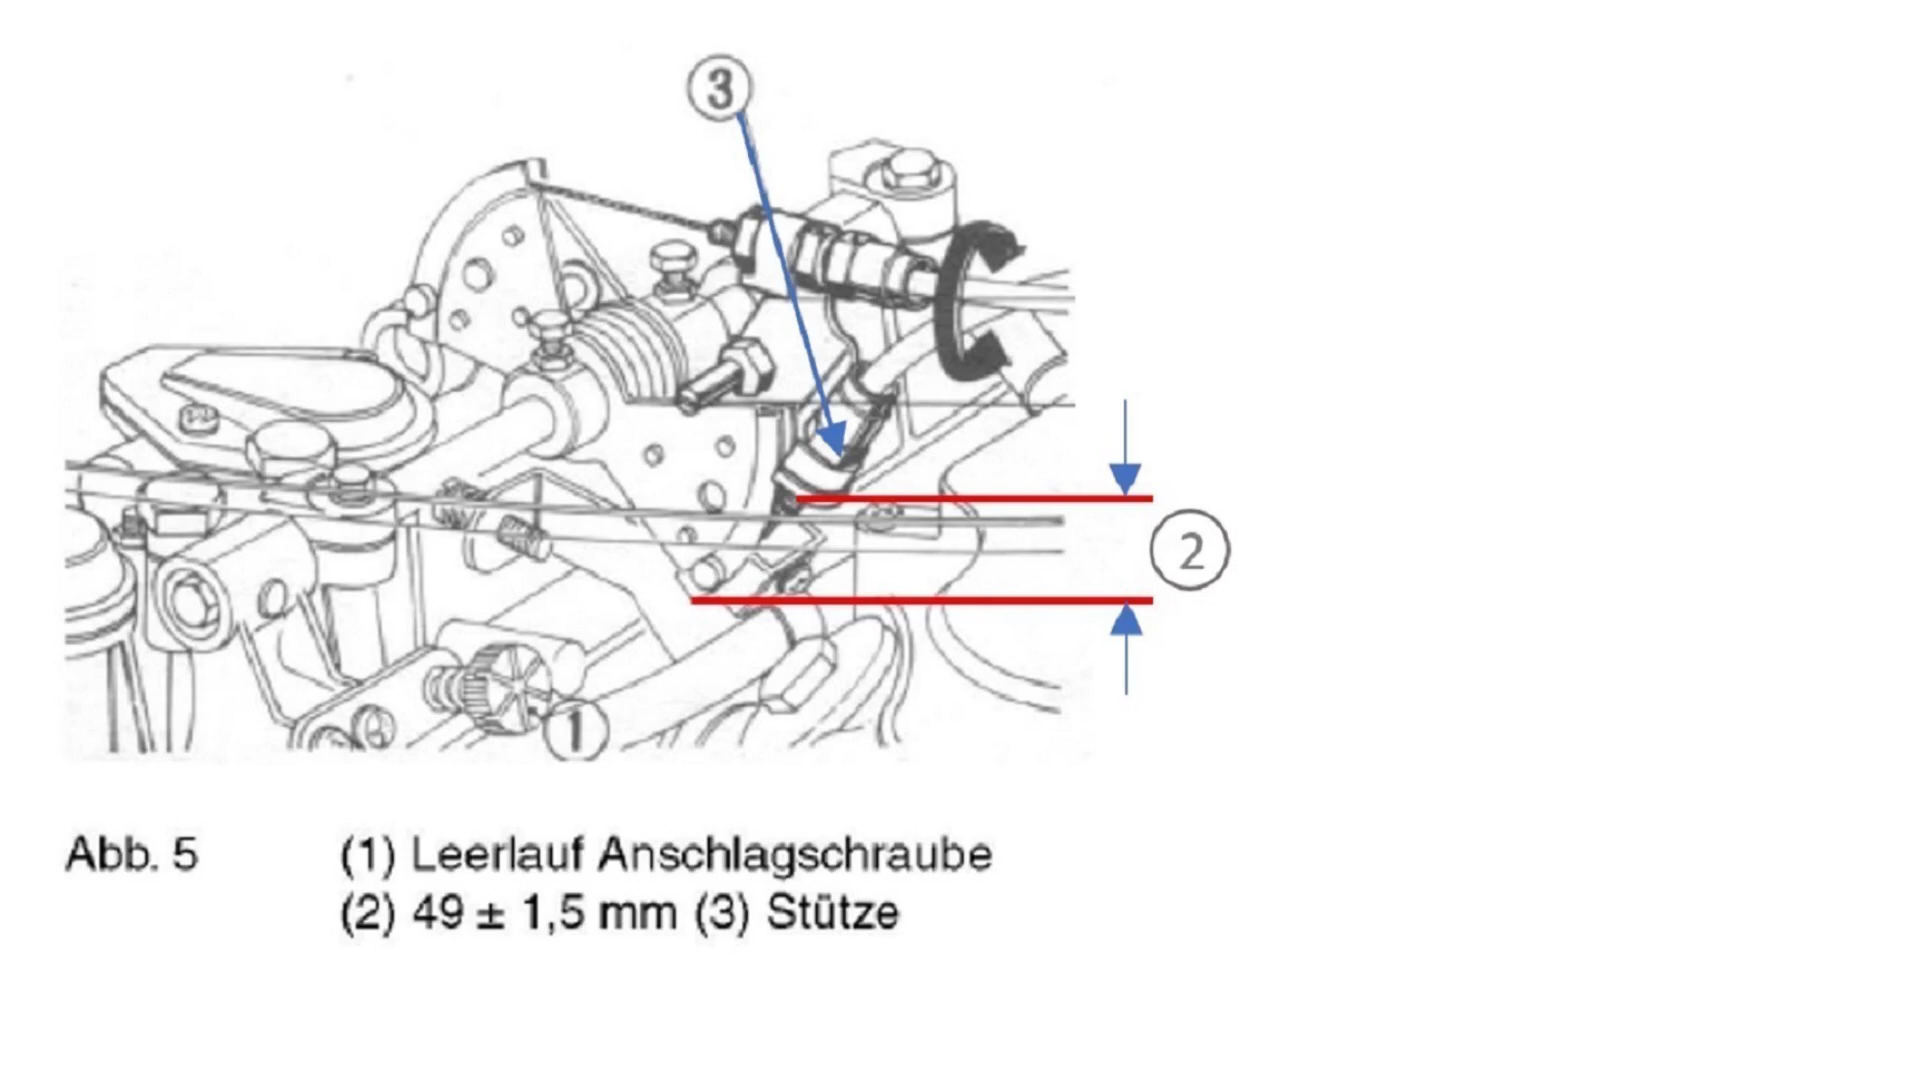 3
2
1
Abb. 5 (1) Leerlauf Anschlagschraube
(2) 49 ± 1,5 mm (3) Stütze